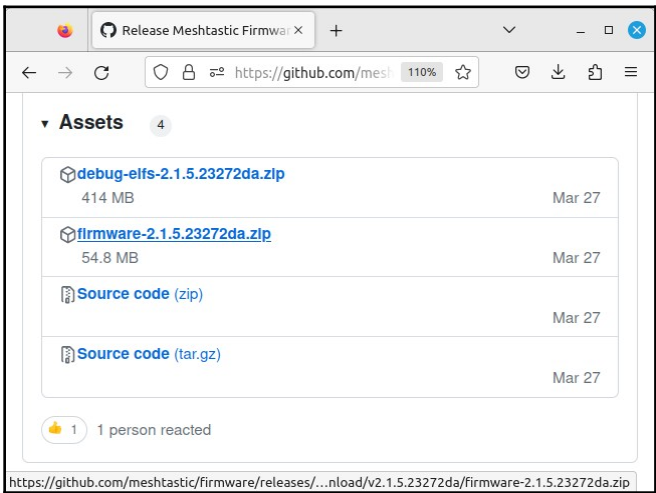 Release Meshtastic Firmwar
https://github.com/mesh
110%
Assets 4
debug-elfs-2.1.5.23272da.zip
414 MB Mar 27
firmware-2.1.5.23272da.zip
54.8 MB Mar 27
Source code (zip)
Mar 27
Source code (tar.gz)
Mar 27
1 1 person reacted
https://github.com/meshtastic/firmware/releases/...nload/v2.1.5.23272da/firmware-2.1.5.23272da.zip